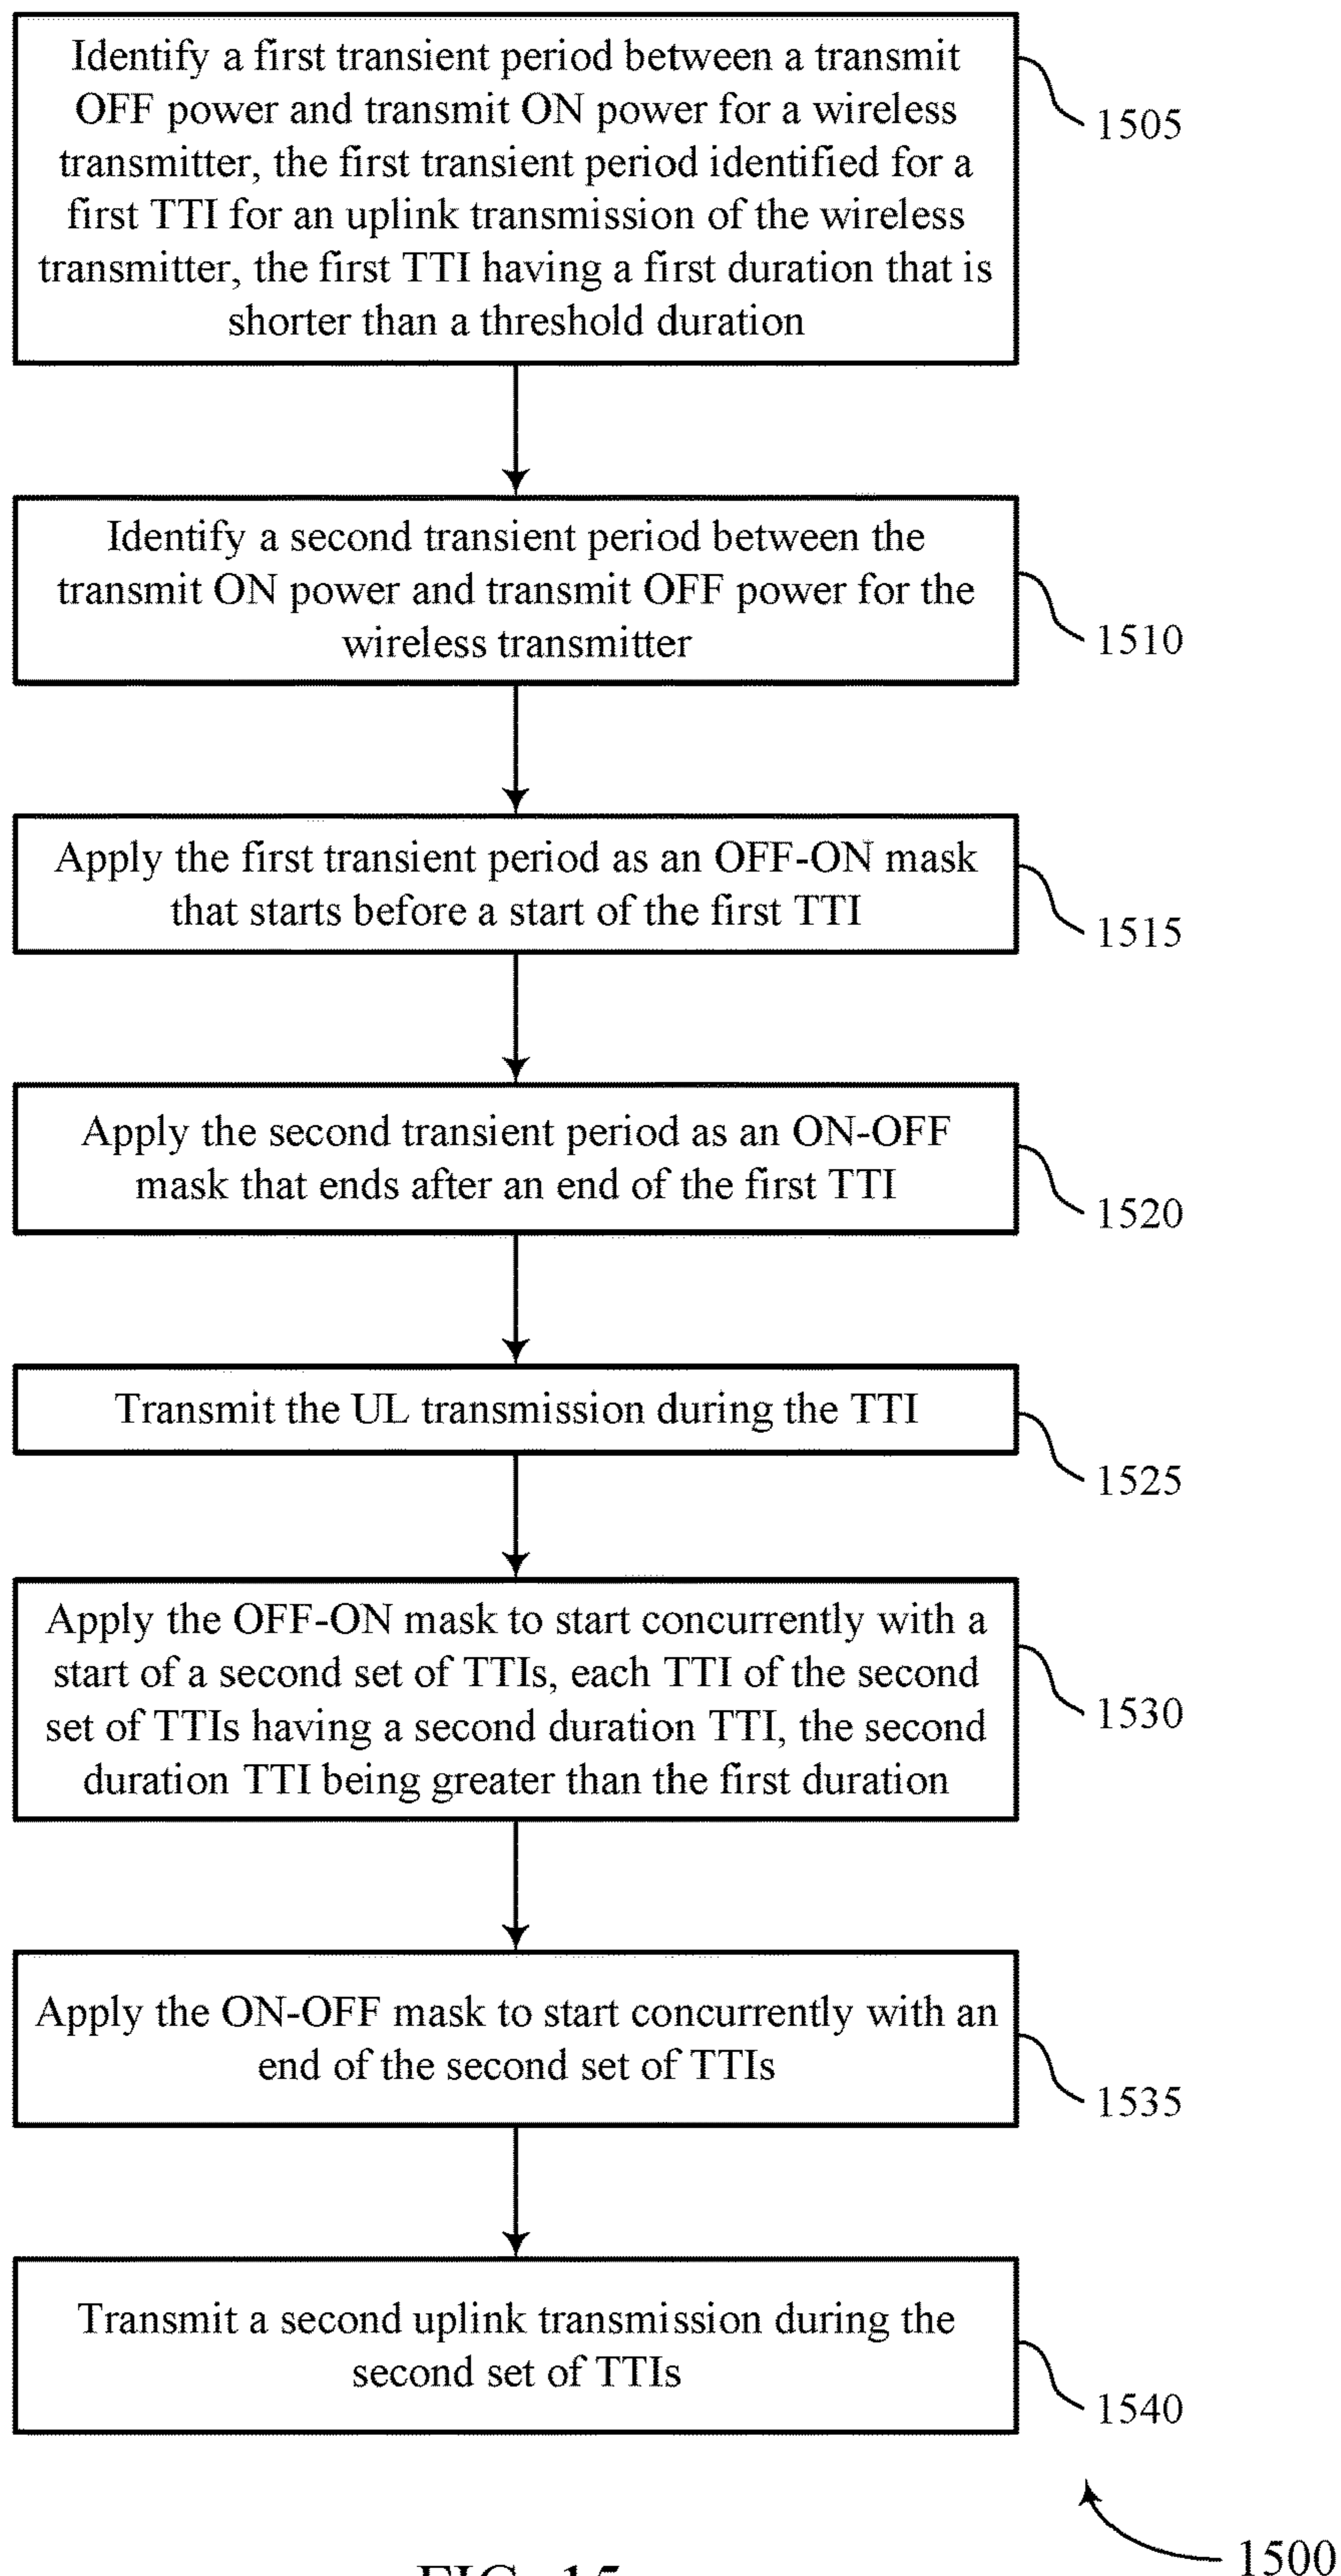 Identify a first transient period between a transmit
OFF power and transmit ON power for a wireless
transmitter, the first transient period identified for a
first TTI for an uplink transmission of the wireless
transmitter, the first TTI having a first duration that is
shorter than a threshold duration
1505
Identify a second transient period between the
transmit ON power and transmit OFF power for the
wireless transmitter
1510
Apply the first transient period as an OFF-ON mask
that starts before a start of the first TTI
1515
Apply the second transient period as an ON-OFF
mask that ends after an end of the first TTI
1520
Transmit the UL transmission during the TTI
1525
Apply the OFF-ON mask to start concurrently with a
start of a second set of TTIs, each TTI of the second
set of TTIs having a second duration TTI, the second
duration TTI being greater than the first duration
1530
Apply the ON-OFF mask to start concurrently with an
end of the second set of TTIs
1535
Transmit a second uplink transmission during the
second set of TTIs
1540
1500
FIG. 15